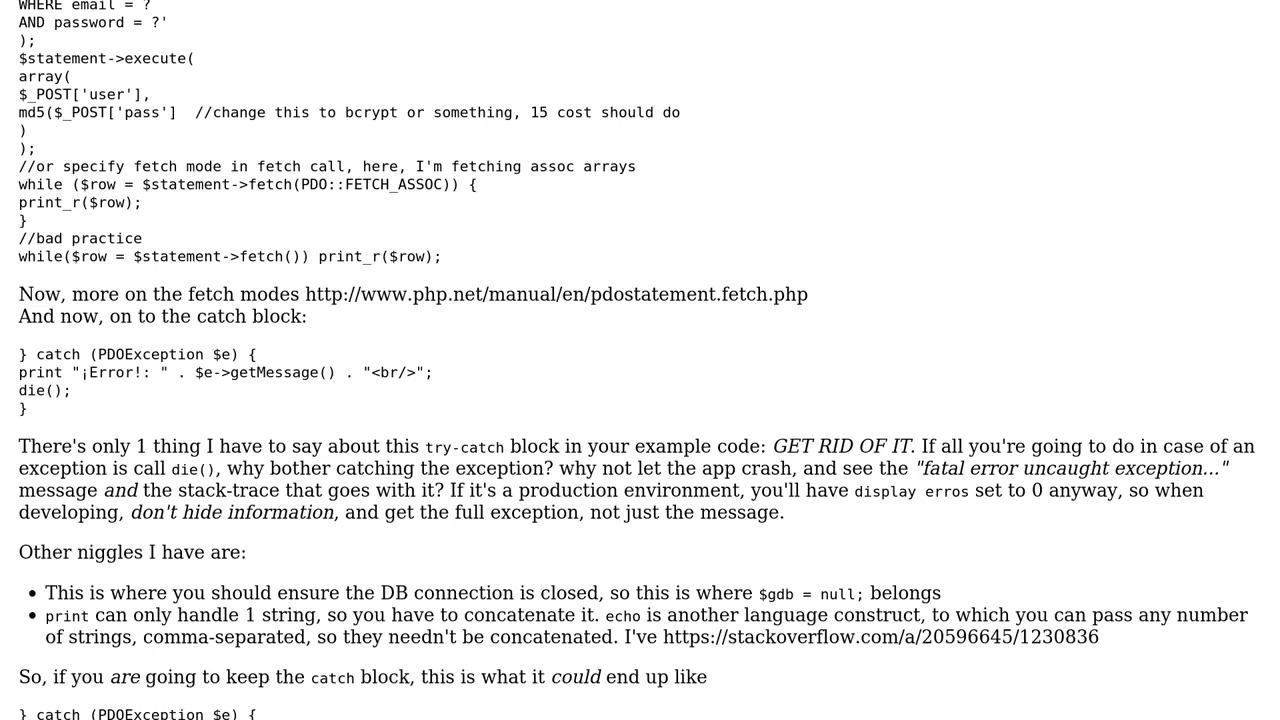 WHERE email = ?
AND password = ?'
);
$statement->execute(
array(
$_POST['user'],
md5($_POST['pass']  //change this to bcrypt or something, 15 cost should do
)
);
//or specify fetch mode in fetch call, here, I'm fetching assoc arrays
while ($row = $statement->fetch(PDO::FETCH_ASSOC)) {
print_r($row);
}
//bad practice
while($row = $statement->fetch()) print_r($row);
Now, more on the fetch modes http://www.php.net/manual/en/pdostatement.fetch.php
And now, on to the catch block:
} catch (PDOException $e) {
print "¡Error!: " . $e->getMessage() . "<br/>";
die();
}
There's only 1 thing I have to say about this try-catch block in your example code: GET RID OF IT. If all you're going to do in case of an
exception is call die(), why bother catching the exception? why not let the app crash, and see the "fatal error uncaught exception..."
message and the stack-trace that goes with it? If it's a production environment, you'll have display erros set to 0 anyway, so when
developing, don't hide information, and get the full exception, not just the message.
Other niggles I have are:
• This is where you should ensure the DB connection is closed, so this is where $gdb = null; belongs
• print can only handle 1 string, so you have to concatenate it. echo is another language construct, to which you can pass any number
of strings, comma-separated, so they needn't be concatenated. I've https://stackoverflow.com/a/20596645/1230836
So, if you are going to keep the catch block, this is what it could end up like
} catch (PDOException $e) {